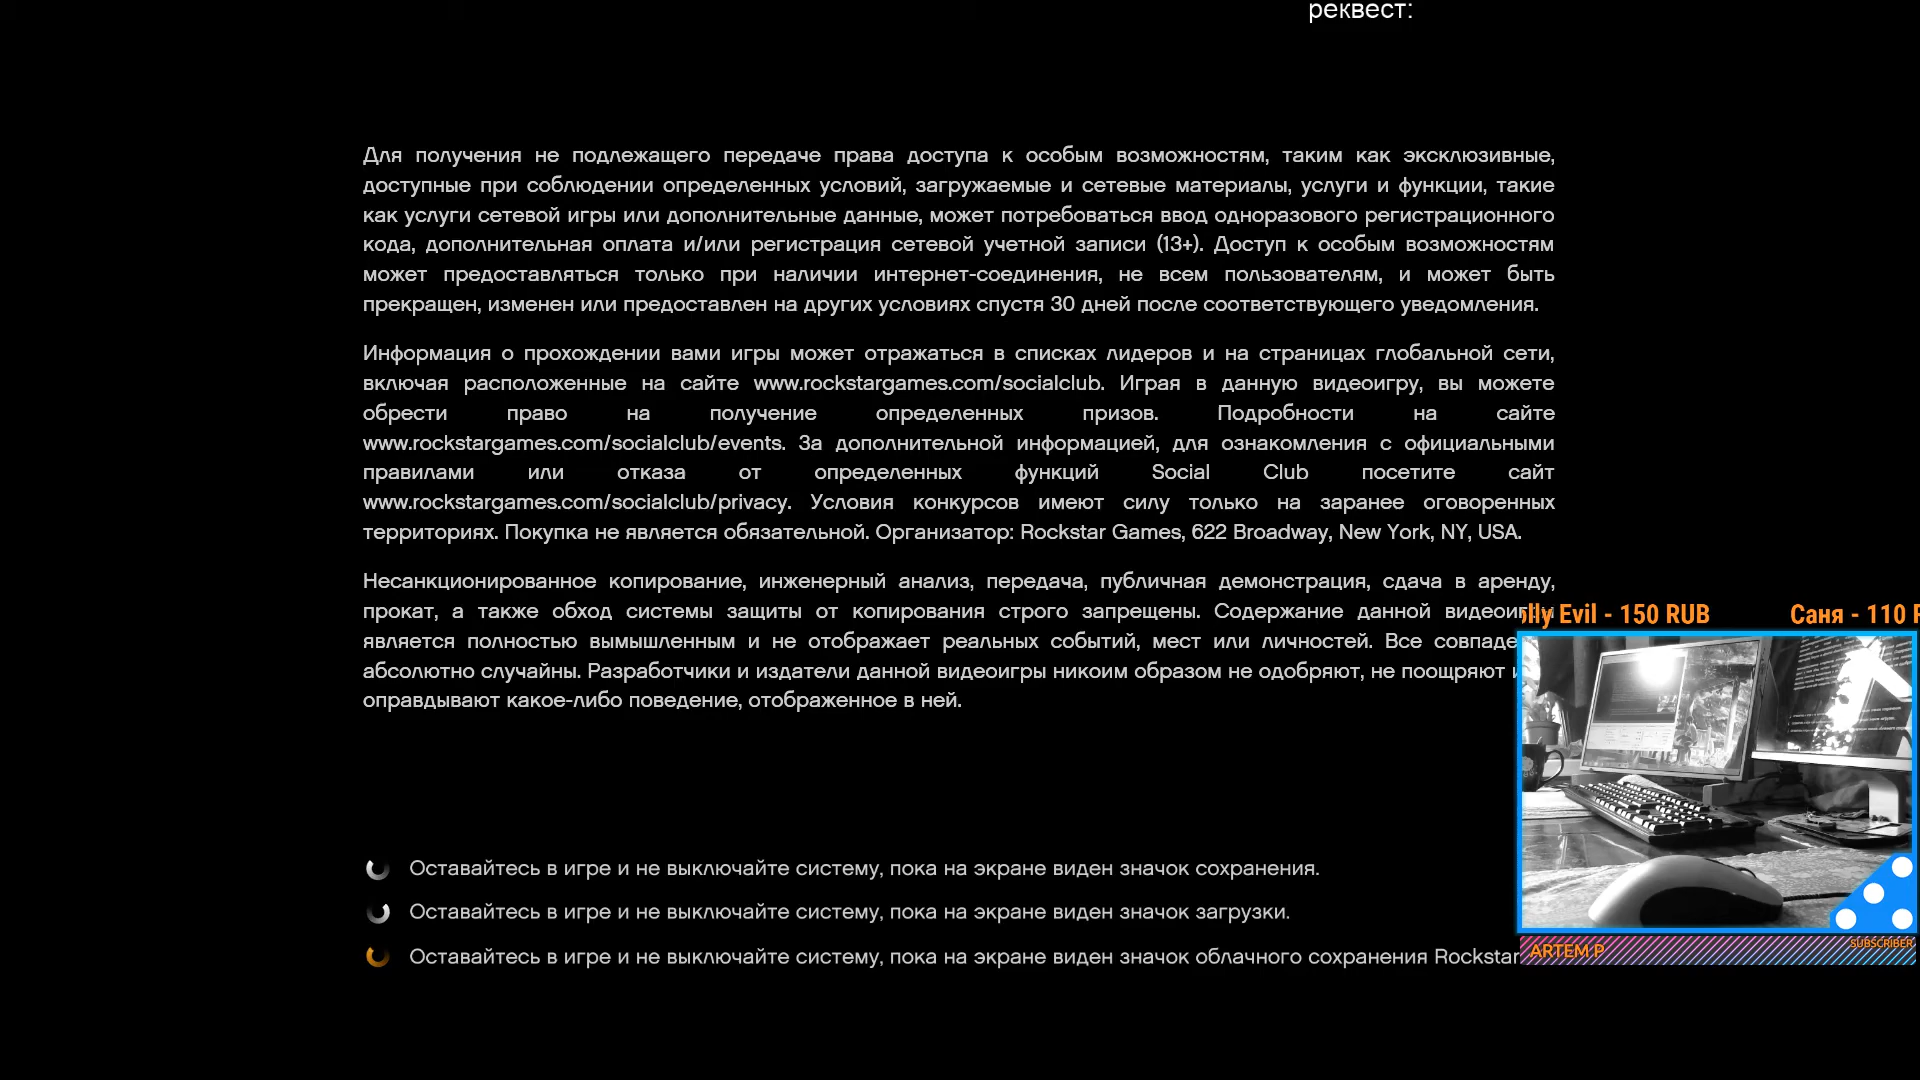 реквест:
Для получения не подлежащего передаче права доступа к особым возможностям, таким как эксклюзивные,
доступные при соблюдении определенных условий, загружаемые и сетевые материалы, услуги и функции, такие
как услуги сетевой игры или дополнительные данные, может потребоваться ввод одноразового регистрационного
кода, дополнительная оплата и/или регистрация сетевой учетной записи (13+). Доступ к особым возможностям
может предоставляться только при наличии интернет-соединения, не всем пользователям, и может быть
прекращен, изменен или предоставлен на других условиях спустя 30 дней после соответствующего уведомления.
Информация о прохождении вами игры может отражаться в списках лидеров и на страницах глобальной сети,
включая расположенные на сайте www.rockstargames.com/socialclub. Играя в данную видеоигру, вы можете
обрести право на получение определенных призов. Подробности на сайте
www.rockstargames.com/socialclub/events. За дополнительной информацией, для ознакомления с официальными
правилами или отказа от определенных функций Social Club посетите сайт
www.rockstargames.com/socialclub/privacy. Условия конкурсов имеют силу только на заранее оговоренных
территориях. Покупка не является обязательной. Организатор: Rockstar Games, 622 Broadway, New York, NY, USA.
Несанкционированное копирование, инженерный анализ, передача, публичная демонстрация, сдача в аренду,
прокат, а также обход системы защиты от копирования строго запрещены. Содержание данной
является полностью вымышленным и не отображает реальных событий, мест или личностей. Все
абсолютно случайны. Разработчики и издатели данной видеоигры никоим образом не одобряют, не поощряют
оправдывают какое-либо поведение, отображенное в ней.
Evil - 150 RUB Саня - 110
Оставайтесь в игре и не выключайте систему, пока на экране виден значок сохранения.
Оставайтесь в игре и не выключайте систему, пока на экране виден значок загрузки.
Оставайтесь в игре и не выключайте систему, пока на экране виден значок облачного сохранения Rockstar
ARTEM P SUBSCRIBER